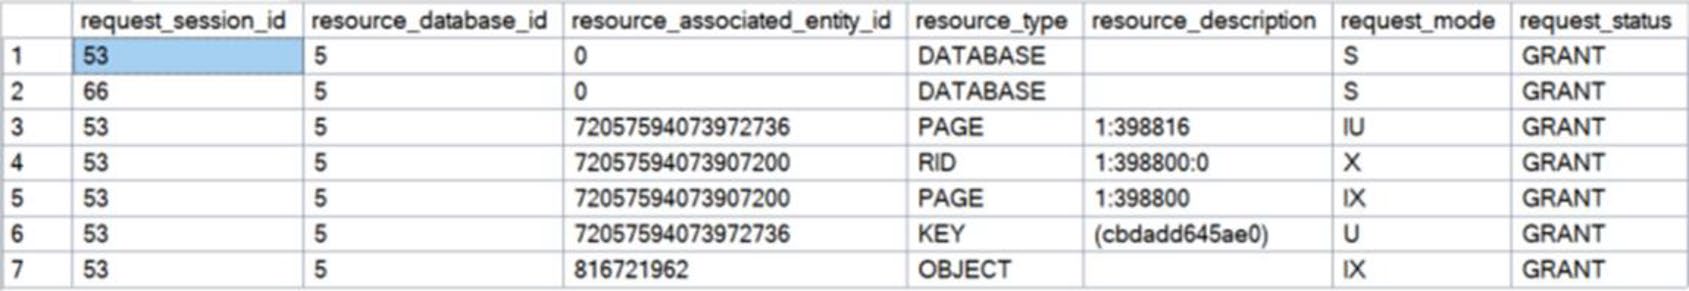 request_session_id resource_database_id resource_associated_entity_id resource_type resource_description request_mode request_status
1 53 5 0 DATABASE S GRANT
2 66 5 0 DATABASE S GRANT
3 53 5 72057594073972736 PAGE 1:398816 IU GRANT
4 53 5 72057594073907200 RID 1:398800:0 X GRANT
5 53 5 72057594073907200 PAGE 1:398800 IX GRANT
6 53 5 72057594073972736 KEY (cbdadd645ae0) U GRANT
7 53 5 816721962 OBJECT IX GRANT